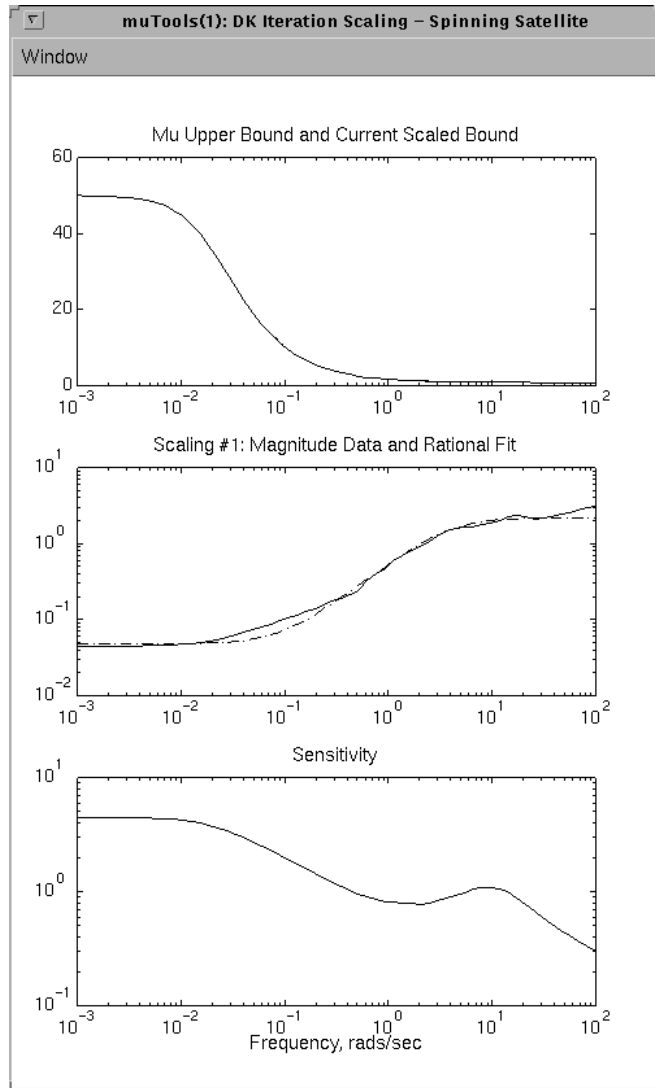 muTools(1): DK Iteration Scaling – Spinning Satellite
Window
Mu Upper Bound and Current Scaled Bound
60
40
20
0
10^-3 10^-2 10^-1 10^0 10^1 10^2
Scaling #1: Magnitude Data and Rational Fit
10^1
10^0
10^-1
10^-2
10^-3 10^-2 10^-1 10^0 10^1 10^2
Sensitivity
10^1
10^0
10^-1
10^-3 10^-2 10^-1 10^0 10^1 10^2
Frequency, rads/sec